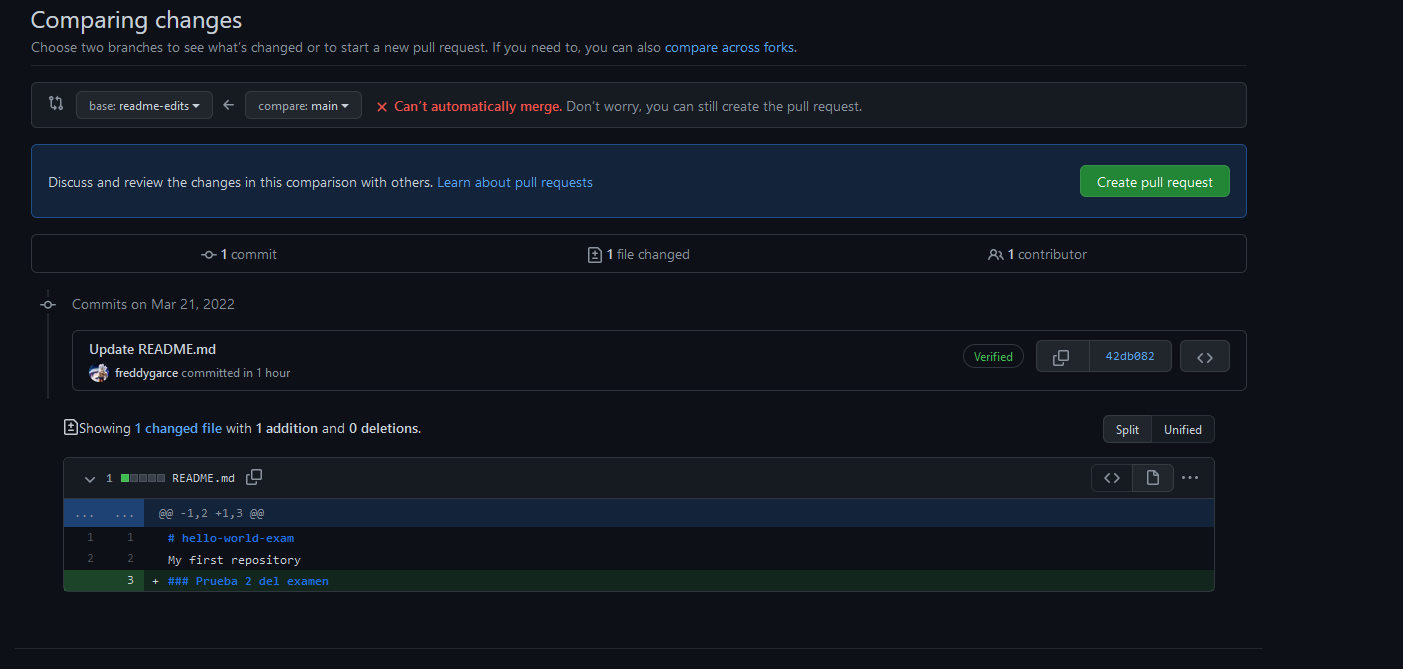 Comparing changes
Choose two branches to see what's changed or to start a new pull request. If you need to, you can also compare across forks.
base: readme-edits compare: main Can't automatically merge. Don't worry, you can still create the pull request.
Discuss and review the changes in this comparison with others. Learn about pull requests Create pull request
1 commit 1 file changed 1 contributor
Commits on Mar 21, 2022
Update README.md
freddygarce committed in 1 hour Verified 42db082
Showing 1 changed file with 1 addition and 0 deletions. Split Unified
1 README.md ...
... ... @@ -1,2 +1,3 @@
1 1 # hello-world-exam
2 2 My first repository
3 + ### Prueba 2 del examen